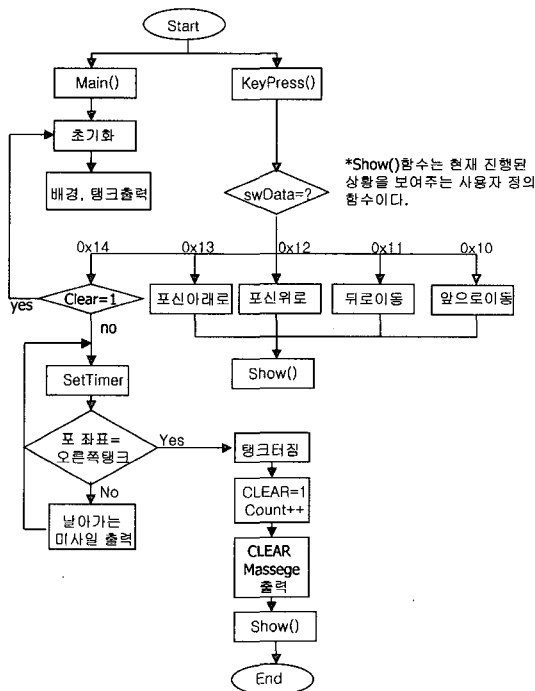 Start
Main()
KeyPress()
초기화
배경, 탱크출력
*Show()함수는 현재 진행된
상황을 보여주는 사용자 정의
함수이다.
swData=?
0x14
0x13
0x12
0x11
0x10
yes
Clear=1
포신아래로
포신위로
뒤로이동
앞으로이동
no
Show()
SetTimer
포 좌표=
오른쪽탱크
Yes
탱크터짐
No
CLEAR=1
Count++
날아가는
미사일 출력
CLEAR
Massege
출력
Show()
End